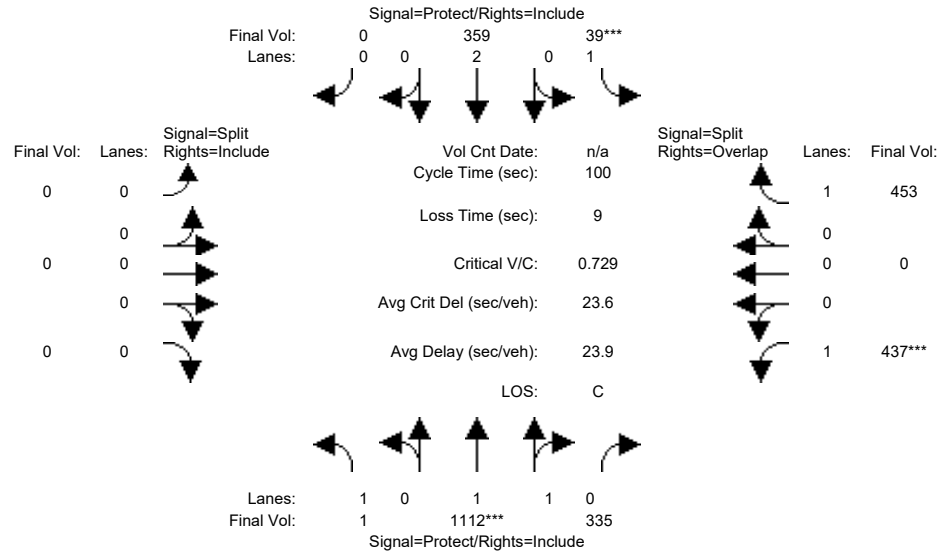 Signal=Protect/Rights=Include
Final Vol: 0 359 39***
Lanes: 0 0 2 0 1
Signal=Split Signal=Split
Final Vol: Lanes: Rights=Include Vol Cnt Date: n/a Rights=Overlap Lanes: Final Vol:
Cycle Time (sec): 100
0 0 1 453
Loss Time (sec): 9
0 0
0 0 Critical V/C: 0.729 0 0
0 Avg Crit Del (sec/veh): 23.6 0
0 0 Avg Delay (sec/veh): 23.9 1 437***
LOS: C
Lanes: 1 0 1 1 0
Final Vol: 1 1112*** 335
Signal=Protect/Rights=Include